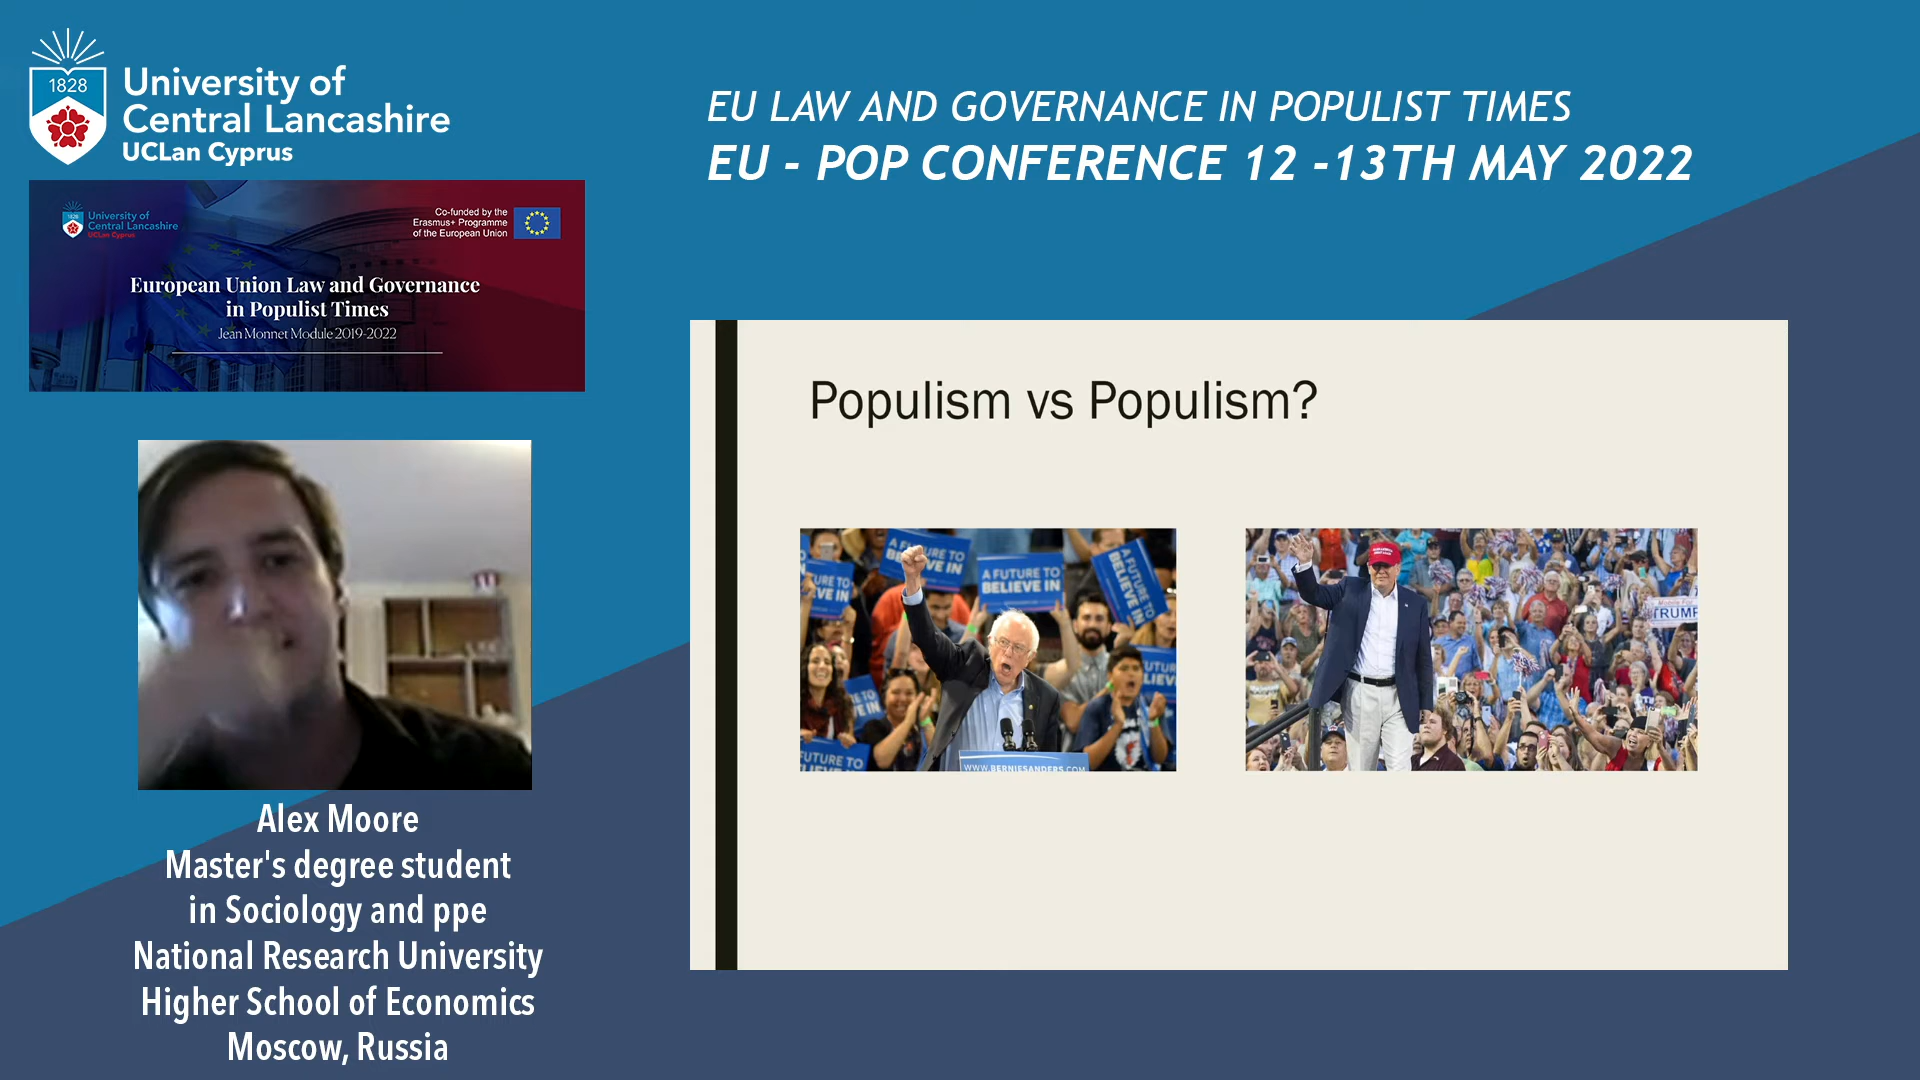 1828
University of
Central Lancashire
UCLan Cyprus
EU LAW AND GOVERNANCE IN POPULIST TIMES
EU - POP CONFERENCE 12 -13TH MAY 2022
1828
University of
Central Lancashire
UCLan Cyprus
Co-funded by the
Erasmus+ Programme
of the European Union
European Union Law and Governance
in Populist Times
Jean Monnet Module 2019-2022
Populism vs Populism?
A FUTURE TO
BELIEVE IN
A FUTURE TO
BELIEVE IN
WWW.BERNIESANDERS.COM
TRUMP
Alex Moore
Master's degree student
in Sociology and ppe
National Research University
Higher School of Economics
Moscow, Russia